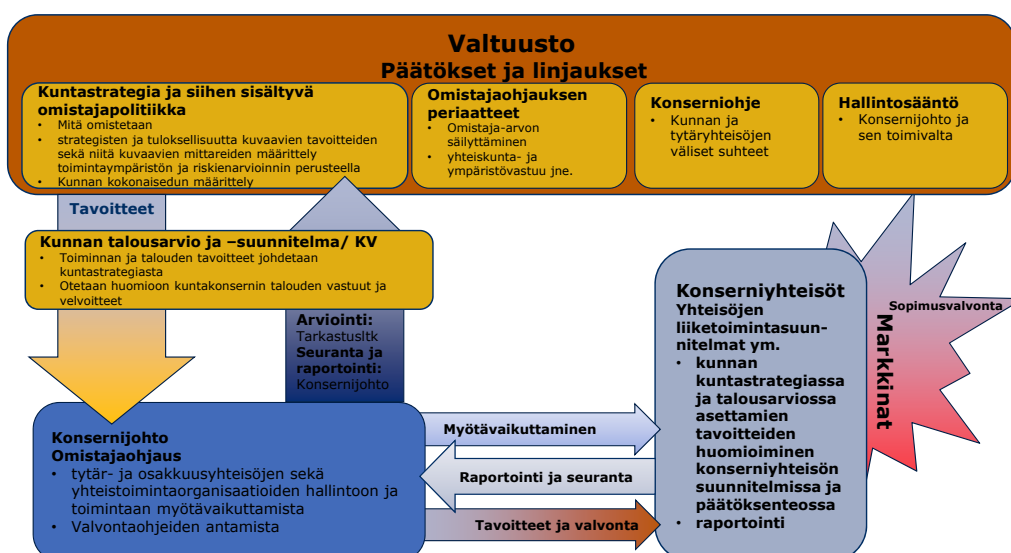 Valtuusto
Päätökset ja linjaukset
Kuntastrategia ja siihen sisältyvä
omistajapolitiikka
• Mitä omistetaan
• strategisten ja tuloksellisuutta kuvaavien tavoitteiden
sekä niitä kuvaavien mittareiden määrittely
toimintaympäristön ja riskienarvioinnin perusteella
• Kunnan kokonaisedun määrittely
Omistajaohjauksen
periaatteet
• Omistaja-arvon
säilyttäminen
• yhteiskunta- ja
ympäristövastuu jne.
Konserniohje
• Kunnan ja
tytäryhteisöjen
väliset suhteet
Hallintosääntö
• Konsernijohto ja
sen toimivalta
Tavoitteet
Kunnan talousarvio ja –suunnitelma/ KV
• Toiminnan ja talouden tavoitteet johdetaan
kuntastrategiasta
• Otetaan huomioon kuntakonsernin talouden vastuut ja
velvoitteet
Arviointi:
Tarkastusltk
Seuranta ja
raportointi:
Konsernijohto
Konsernijohto
Omistajaohjaus
• tytär- ja osakkuusyhteisöjen sekä
yhteistoimintaorganisaatioiden hallintoon ja
toimintaan myötävaikuttamista
• Valvontaohjeiden antamista
Myötävaikuttaminen
Raportointi ja seuranta
Tavoitteet ja valvonta
Konserniyhteisöt
Yhteisöjen
liiketoimintasuun-
nitelmat ym.
• kunnan
kuntastrategiassa
ja talousarviossa
asettamien
tavoitteiden
huomioiminen
konserniyhteisön
suunnitelmissa ja
päätöksenteossa
• raportointi
Sopimusvalvonta
Markkinat